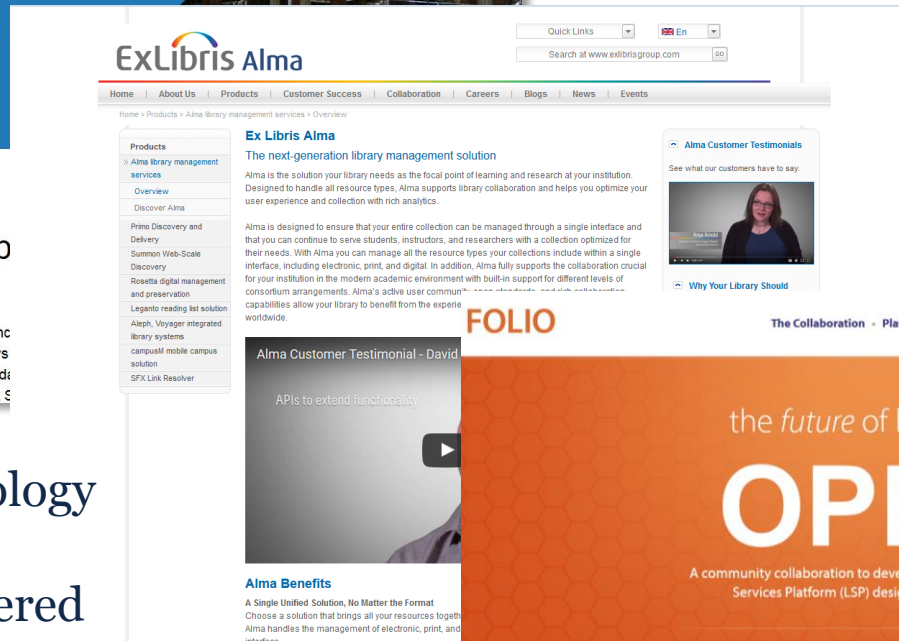 ExLibris Alma
Quick Links
En
Search at www.exlibrisgroup.com
GO
Home | About Us | Products | Customer Success | Collaboration | Careers | Blogs | News | Events
Home > Products > Alma library management services > Overview
Products
» Alma library management
services
Overview
Discover Alma
Primo Discovery and
Delivery
Summon Web-Scale
Discovery
Rosetta digital management
and preservation
Leganto reading list solution
Aleph, Voyager integrated
library systems
campusM mobile campus
solution
SFX Link Resolver
Ex Libris Alma
The next-generation library management solution
Alma is the solution your library needs as the focal point of learning and research at your institution.
Designed to handle all resource types, Alma supports library collaboration and helps you optimize your
user experience and collection with rich analytics.
Alma is designed to ensure that your entire collection can be managed through a single interface and
that you can continue to serve students, instructors, and researchers with a collection optimized for
their needs. With Alma you can manage all the resource types your collections include within a single
interface, including electronic, print, and digital. In addition, Alma fully supports the collaboration crucial
for your institution in the modern academic environment with built-in support for different levels of
consortium arrangements. Alma's active user community, open standards, and rich collaboration
capabilities allow your library to benefit from the experie
worldwide.
Alma Customer Testimonial - David
APIs to extend functionality
Alma Benefits
A Single Unified Solution, No Matter the Format
Choose a solution that brings all your resources togeth
Alma handles the management of electronic, print, and
interface
Alma Customer Testimonials
See what our customers have to say.
Why Your Library Should
FOLIO
The Collaboration
Pla
the future of
OP
A community collaboration to deve
Services Platform (LSP) desig
ology
ered